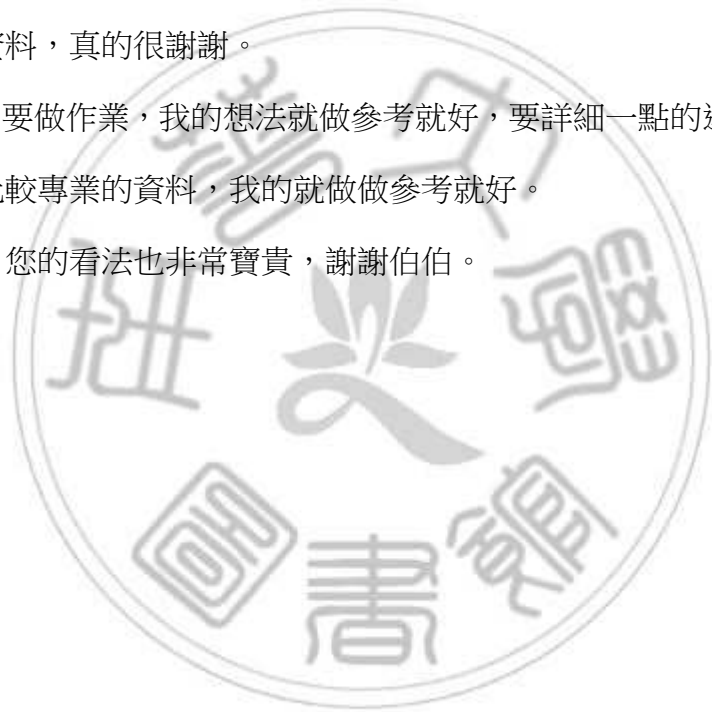 資料，真的很謝謝。
要做作業，我的想法就做參考就好，要詳細一點的
比較專業的資料，我的就做做參考就好。
您的看法也非常寶貴，謝謝伯伯。